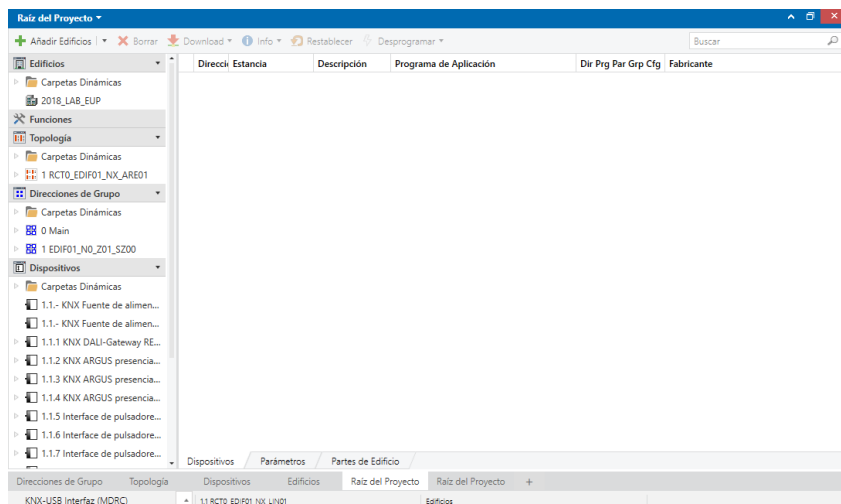 Raíz del Proyecto
Añadir Edificios Borrar Download Info Restablecer Desprogramar Buscar
Edificios
Carpetas Dinámicas
2018_LAB_EUP
Funciones
Topología
Carpetas Dinámicas
1 RCT0_EDIF01_NX_ARE01
Direcciones de Grupo
Carpetas Dinámicas
0 Main
1 EDIF01_N0_Z01_SZ00
Dispositivos
Carpetas Dinámicas
1.1.- KNX Fuente de alimen...
1.1.- KNX Fuente de alimen...
1.1.1 KNX DALI-Gateway RE...
1.1.2 KNX ARGUS presencia...
1.1.3 KNX ARGUS presencia...
1.1.4 KNX ARGUS presencia...
1.1.5 Interface de pulsadore...
1.1.6 Interface de pulsadore...
1.1.7 Interface de pulsadore...
Direcció Estancia Descripción Programa de Aplicación Dir Prg Par Grp Cfg Fabricante
Dispositivos Parámetros Partes de Edificio
Direcciones de Grupo Topología Dispositivos Edificios Raíz del Proyecto Raíz del Proyecto +
KNX-USB Interfaz (MDRC) 1.1 RCT0_EDIF01_NX_LIN01 Edificios